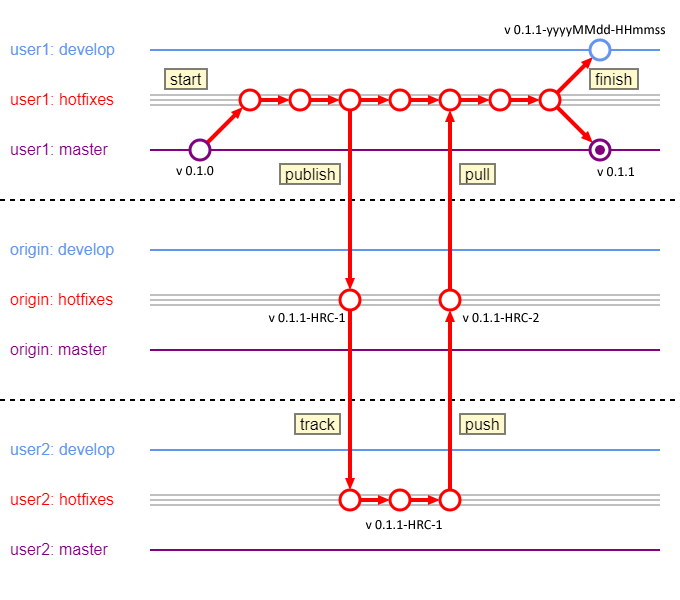 v 0.1.1-yyyyMMdd-HHmmss
user1: develop
start
finish
user1: hotfixes
user1: master
v 0.1.0
publish
pull
v 0.1.1
origin: develop
origin: hotfixes
v 0.1.1-HRC-1
v 0.1.1-HRC-2
origin: master
track
push
user2: develop
user2: hotfixes
v 0.1.1-HRC-1
user2: master